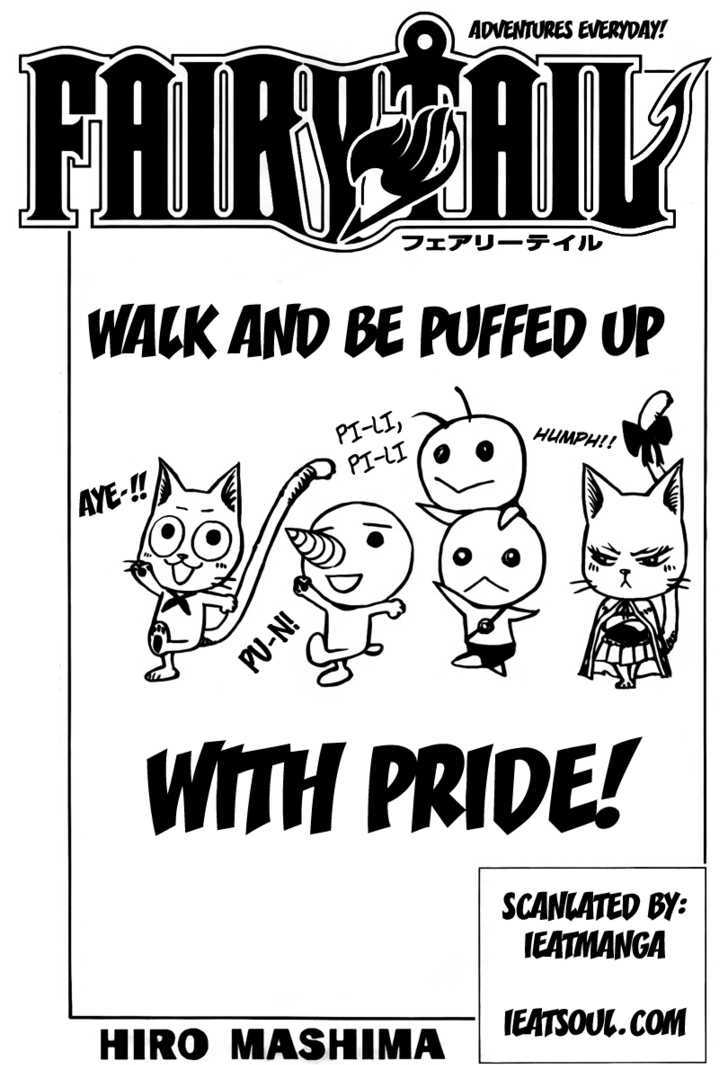 ADVENTURES EVERYDAY!
FAIRY TAIL
フェアリーテイル
WALK AND BE PUFFED UP
PI-LI,
PI-LI
HUMPH!!
AYE-!!
PU-N!
WITH PRIDE!
SCANLATED BY:
IEATMANGA
IEATSOUL.COM
HIRO MASHIMA